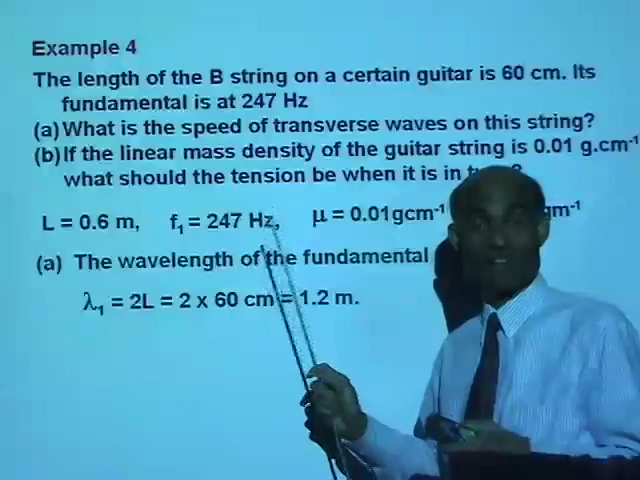 Example 4
The length of the B string on a certain guitar is 60 cm. Its
fundamental is at 247 Hz
(a) What is the speed of transverse waves on this string?
(b) If the linear mass density of the guitar string is 0.01 g.cm⁻¹
what should the tension be when it is in
L = 0.6 m, f₁ = 247 Hz, μ = 0.01gcm⁻¹ gm⁻¹
(a) The wavelength of the fundamental
λ₁ = 2L = 2 x 60 cm = 1.2 m.